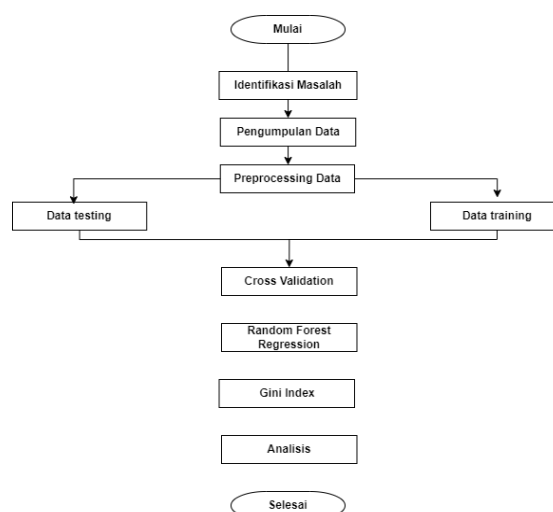 Mulai
Identifikasi Masalah
Pengumpulan Data
Preprocessing Data
Data testing
Data training
Cross Validation
Random Forest
Regression
Gini Index
Analisis
Selesai